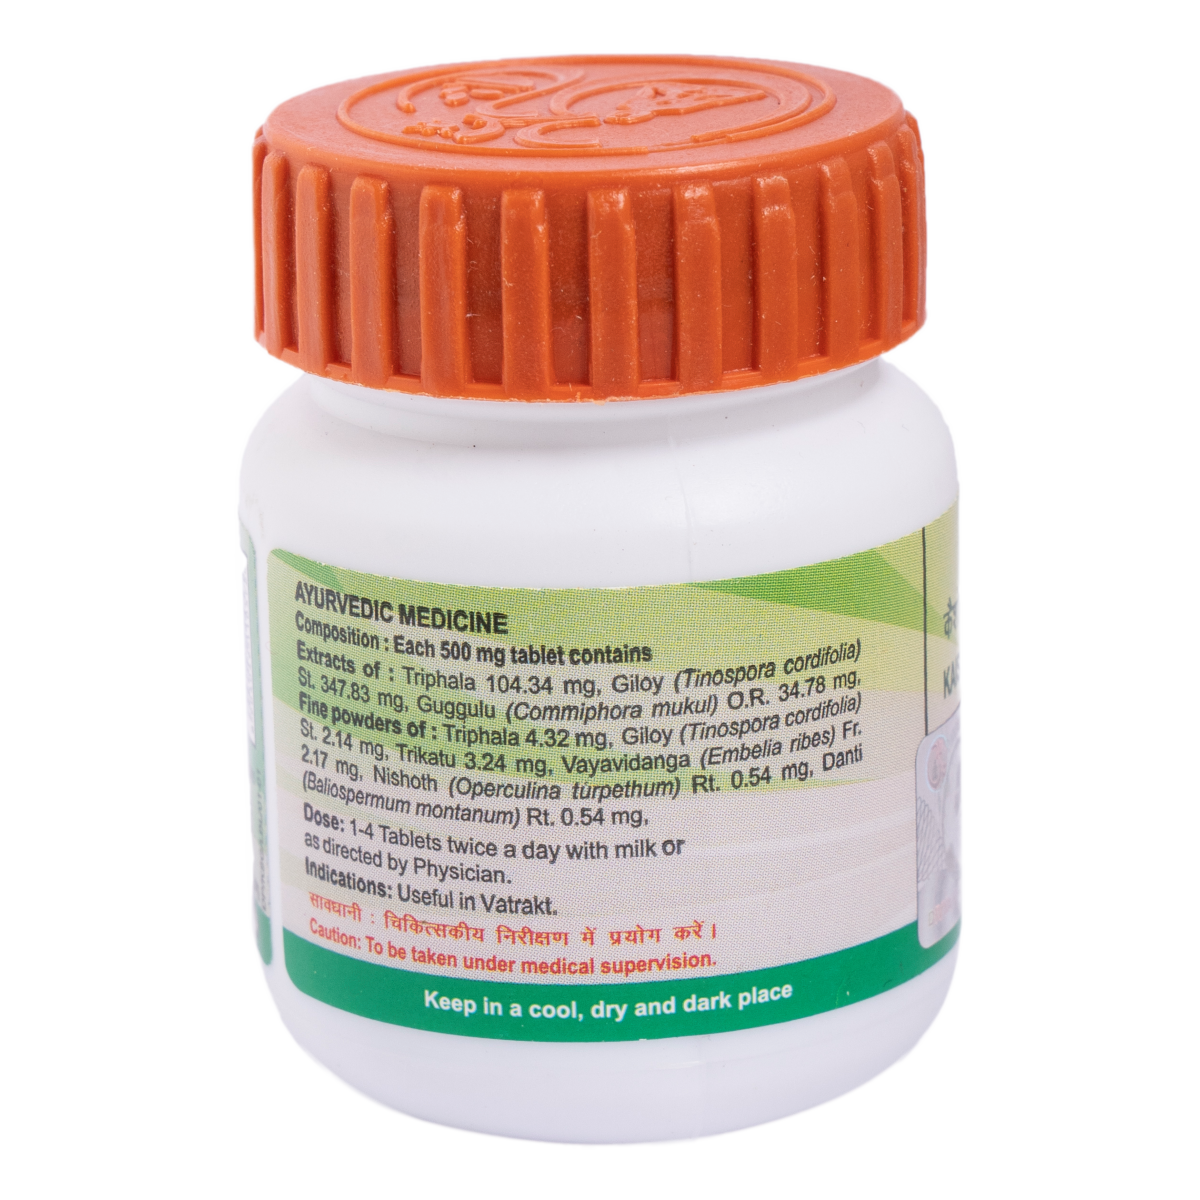 AYURVEDIC MEDICINE
Composition : Each 500 mg tablet contains
Extracts of : Triphala 104.34 mg, Giloy (Tinospora cordifolia)
St. 347.83 mg, Guggulu (Commiphora mukul) O.R. 34.78 mg,
Fine powders of : Triphala 4.32 mg, Giloy (Tinospora cordifolia)
St. 2.14 mg, Trikatu 3.24 mg, Vayavidanga (Embelia ribes) Fr.
2.17 mg, Nishoth (Operculina turpethum) Rt. 0.54 mg, Danti
(Baliospermum montanum) Rt. 0.54 mg,
Dose: 1-4 Tablets twice a day with milk or
as directed by Physician.
Indications: Useful in Vatrakt.
सावधानी : चिकित्सकीय निरीक्षण में प्रयोग करें।
Caution: To be taken under medical supervision.
Keep in a cool, dry and dark place